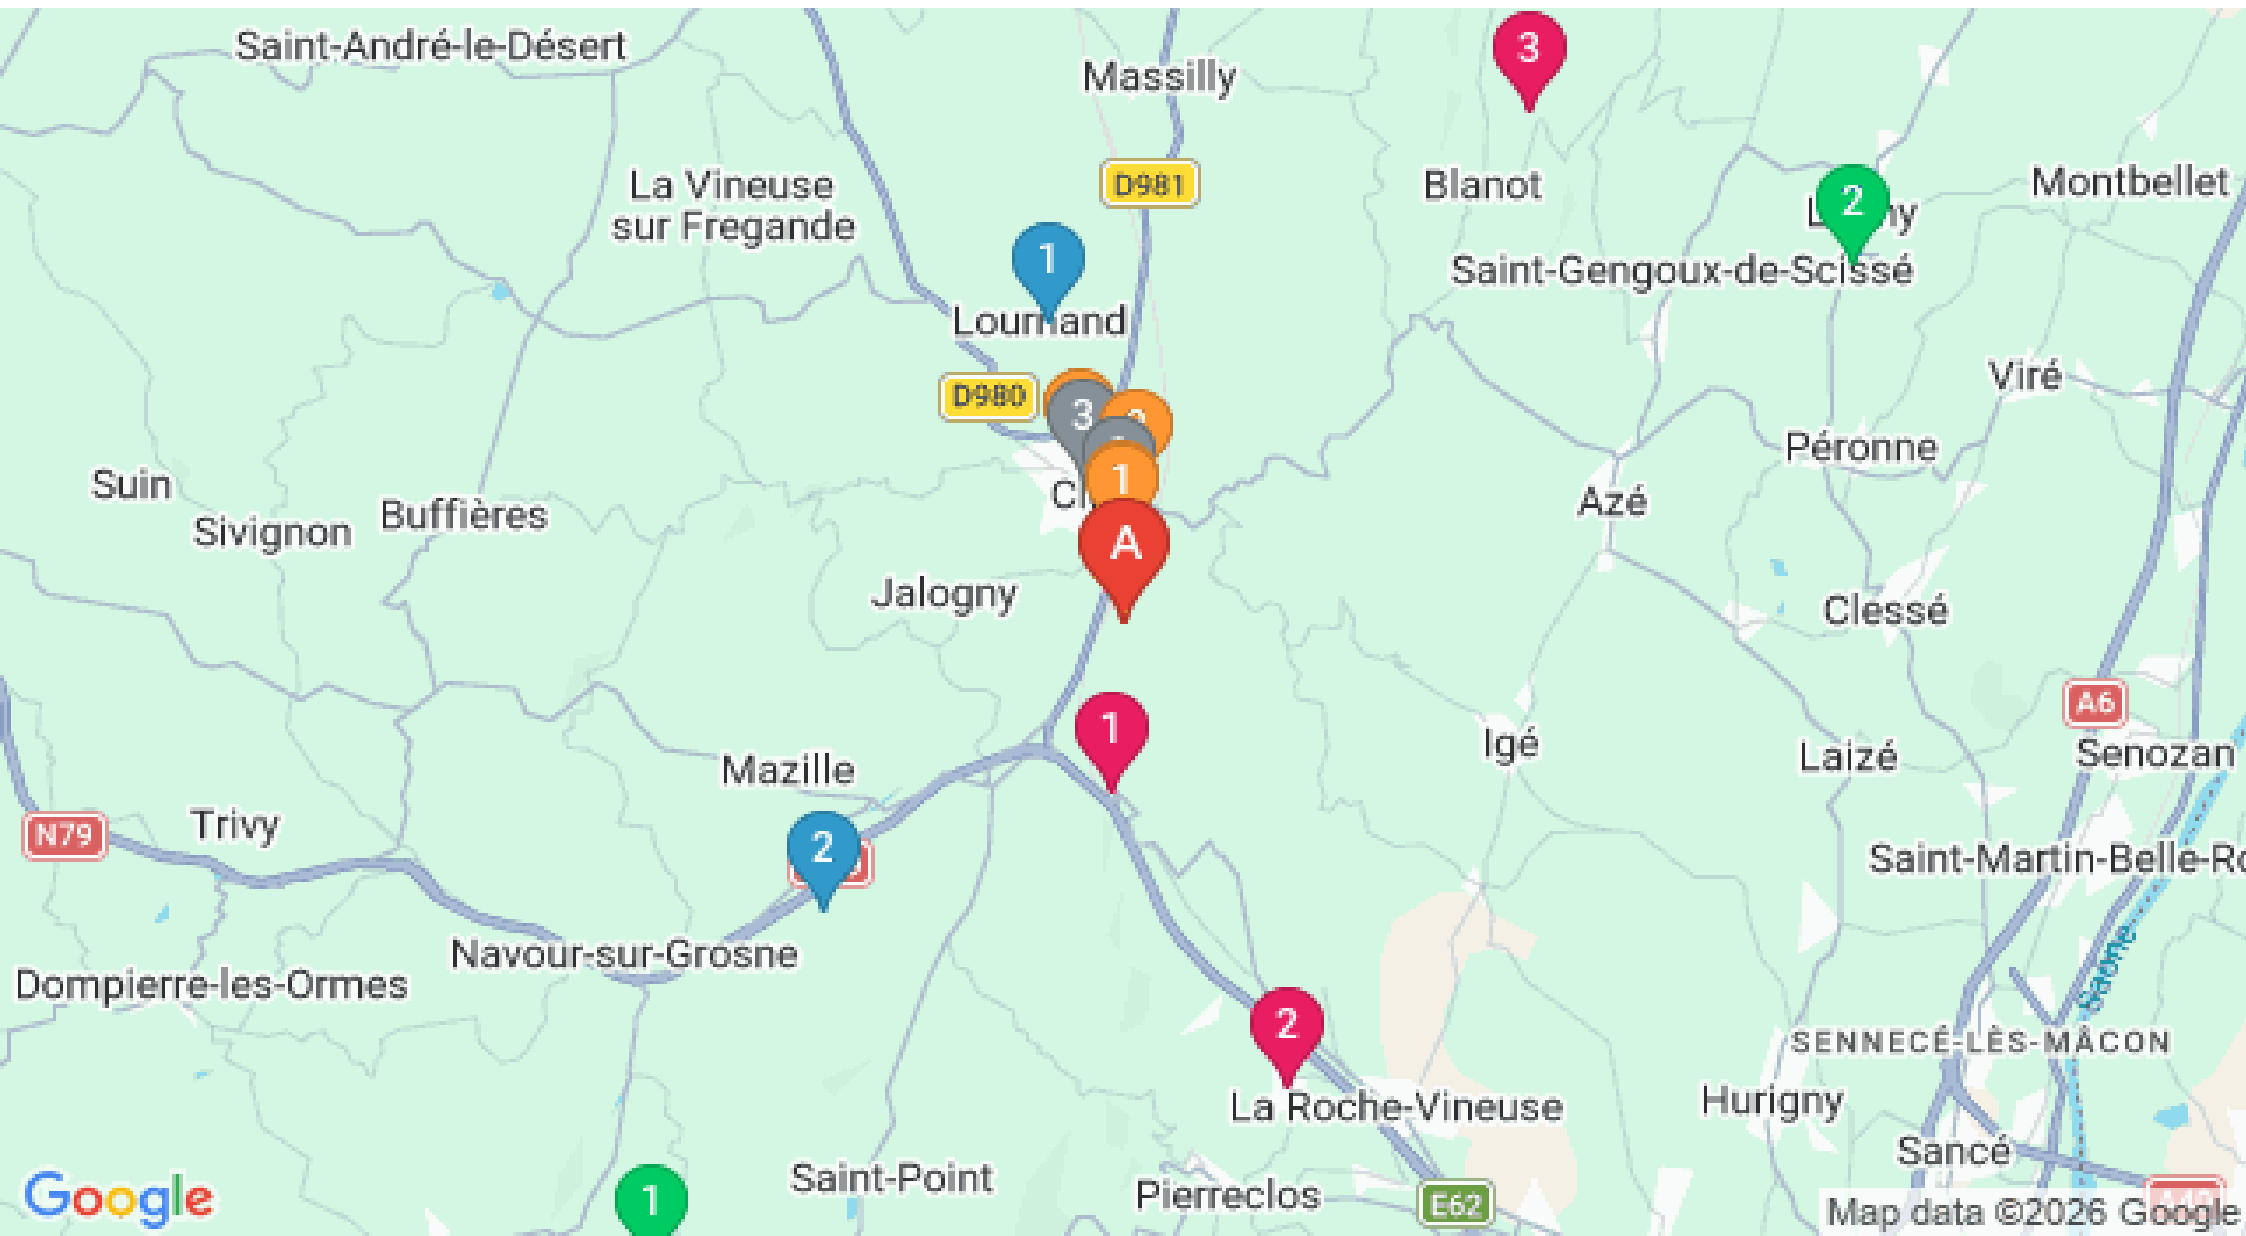 Saint-André-le-Désert
Massilly
3
La Vineuse
sur Fregande
D981
Blanot
2
Montbellet
1
Saint-Gengoux-de-Scissé
Lournand
D980
3
Viré
Péronne
1
Suin
Sivignon
Buffières
Azé
A
Jalogny
Clessé
A6
1
Igé
Laizé
Senozan
Mazille
N79
Trivy
2
Saint-Martin-Belle-Ro
Navour-sur-Grosne
Dompierre-les-Ormes
Saône
2
SENNECÉ-LÈS-MÂCON
La Roche-Vineuse
Hurigny
Sancé
Google
1
Saint-Point
Pierreclos
E62
Map data ©2026 Google